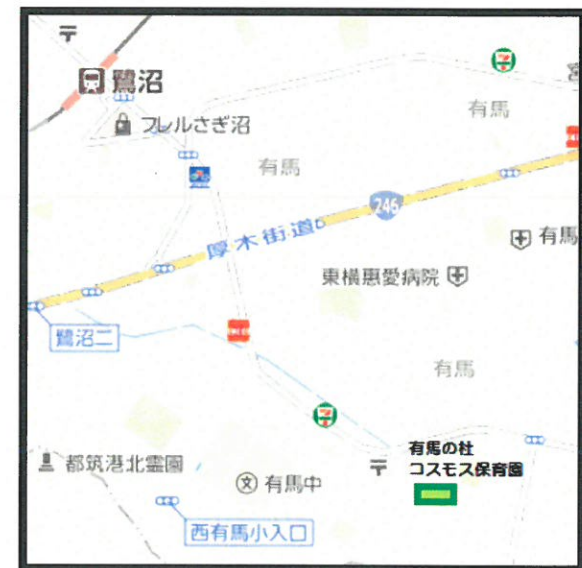 鷺沼
フレルさぎ沼
有馬
有馬
246
厚木街道
有馬
東横恵愛病院
鷺沼二
有馬
有馬の杜
コスモス保育園
都筑港北霊園
有馬中
西有馬小入口